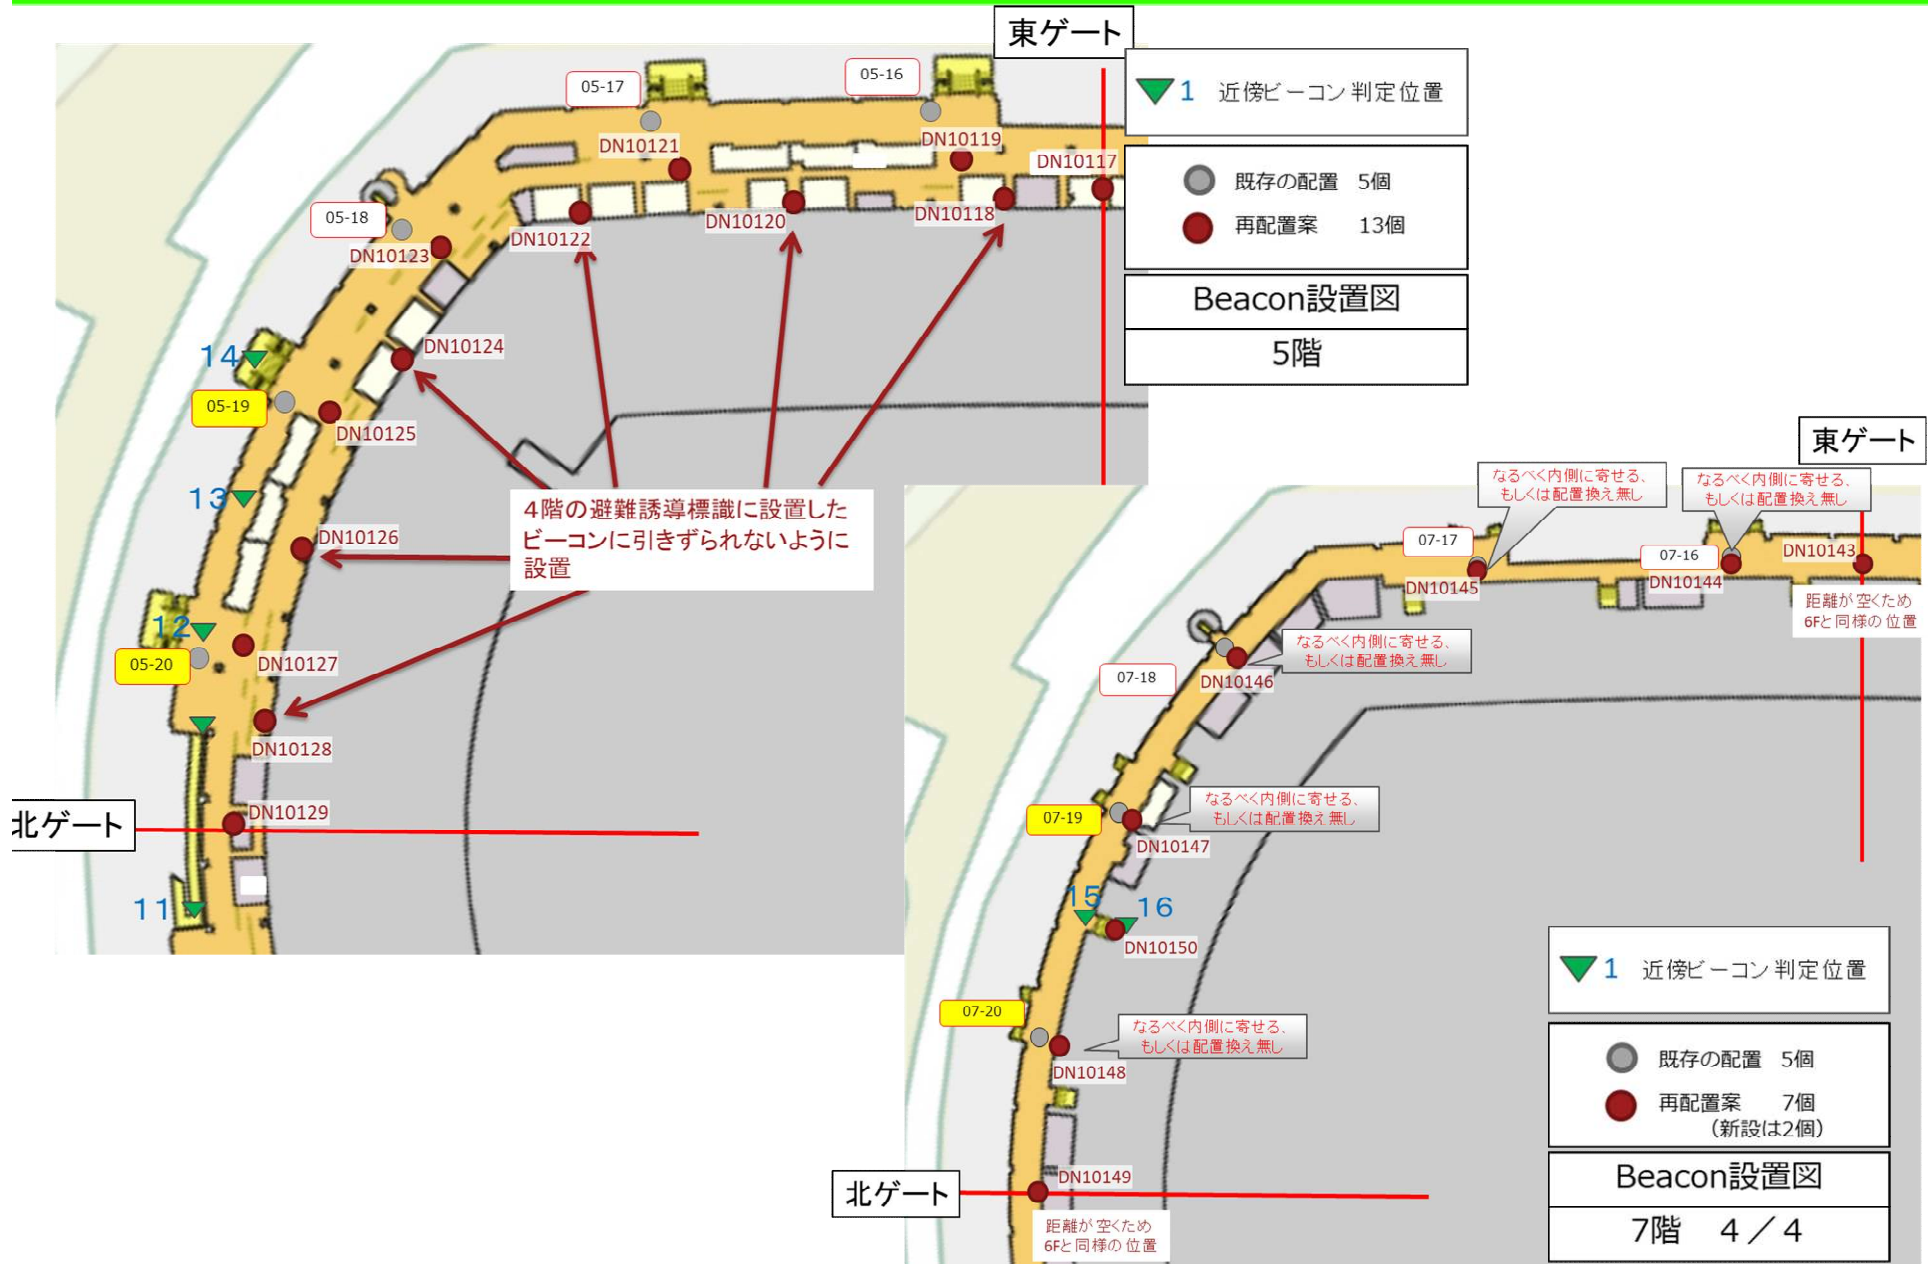 東ゲート
05-17
05-16
DN10121
DN10119
DN10117
05-18
DN10123
DN10122
DN10120
DN10118
14
DN10124
05-19
DN10125
13
DN10126
4階の避難誘導標識に設置した
ビーコンに引きずられないように
設置
12
05-20
DN10127
DN10128
北ゲート
DN10129
11
1 近傍ビーコン判定位置
既存の配置 5個
再配置案 13個
Beacon設置図
5階
東ゲート
なるべく内側に寄せる、
もしくは配置換え無し
なるべく内側に寄せる、
もしくは配置換え無し
07-17
07-16
DN10143
DN10145
DN10144
距離が空くため
6Fと同様の位置
なるべく内側に寄せる、
もしくは配置換え無し
07-18
DN10146
なるべく内側に寄せる、
もしくは配置換え無し
07-19
DN10147
15
16
DN10150
07-20
なるべく内側に寄せる、
もしくは配置換え無し
DN10148
北ゲート
DN10149
距離が空くため
6Fと同様の位置
1 近傍ビーコン判定位置
既存の配置 5個
再配置案 7個
(新設は2個)
Beacon設置図
7階 4／4